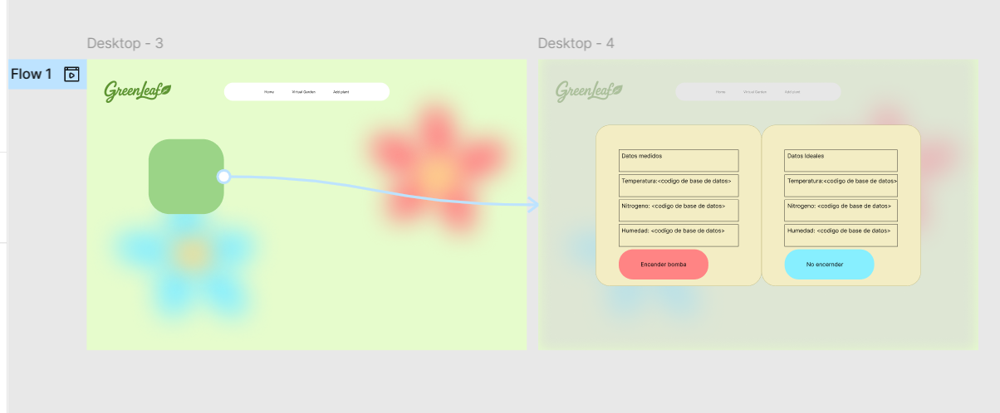 Desktop - 3
Desktop - 4
Flow 1
GreenLeaf
Home Virtual Garden Add plant
GreenLeaf
Home Virtual Garden Add plant
Datos medidos
Temperatura:<codigo de base de datos>
Nitrogeno: <codigo de base de datos>
Humedad: <codigo de base de datos>
Encender bomba
Datos Ideales
Temperatura:<codigo de base de datos>
Nitrogeno: <codigo de base de datos>
Humedad: <codigo de base de datos>
No encernder